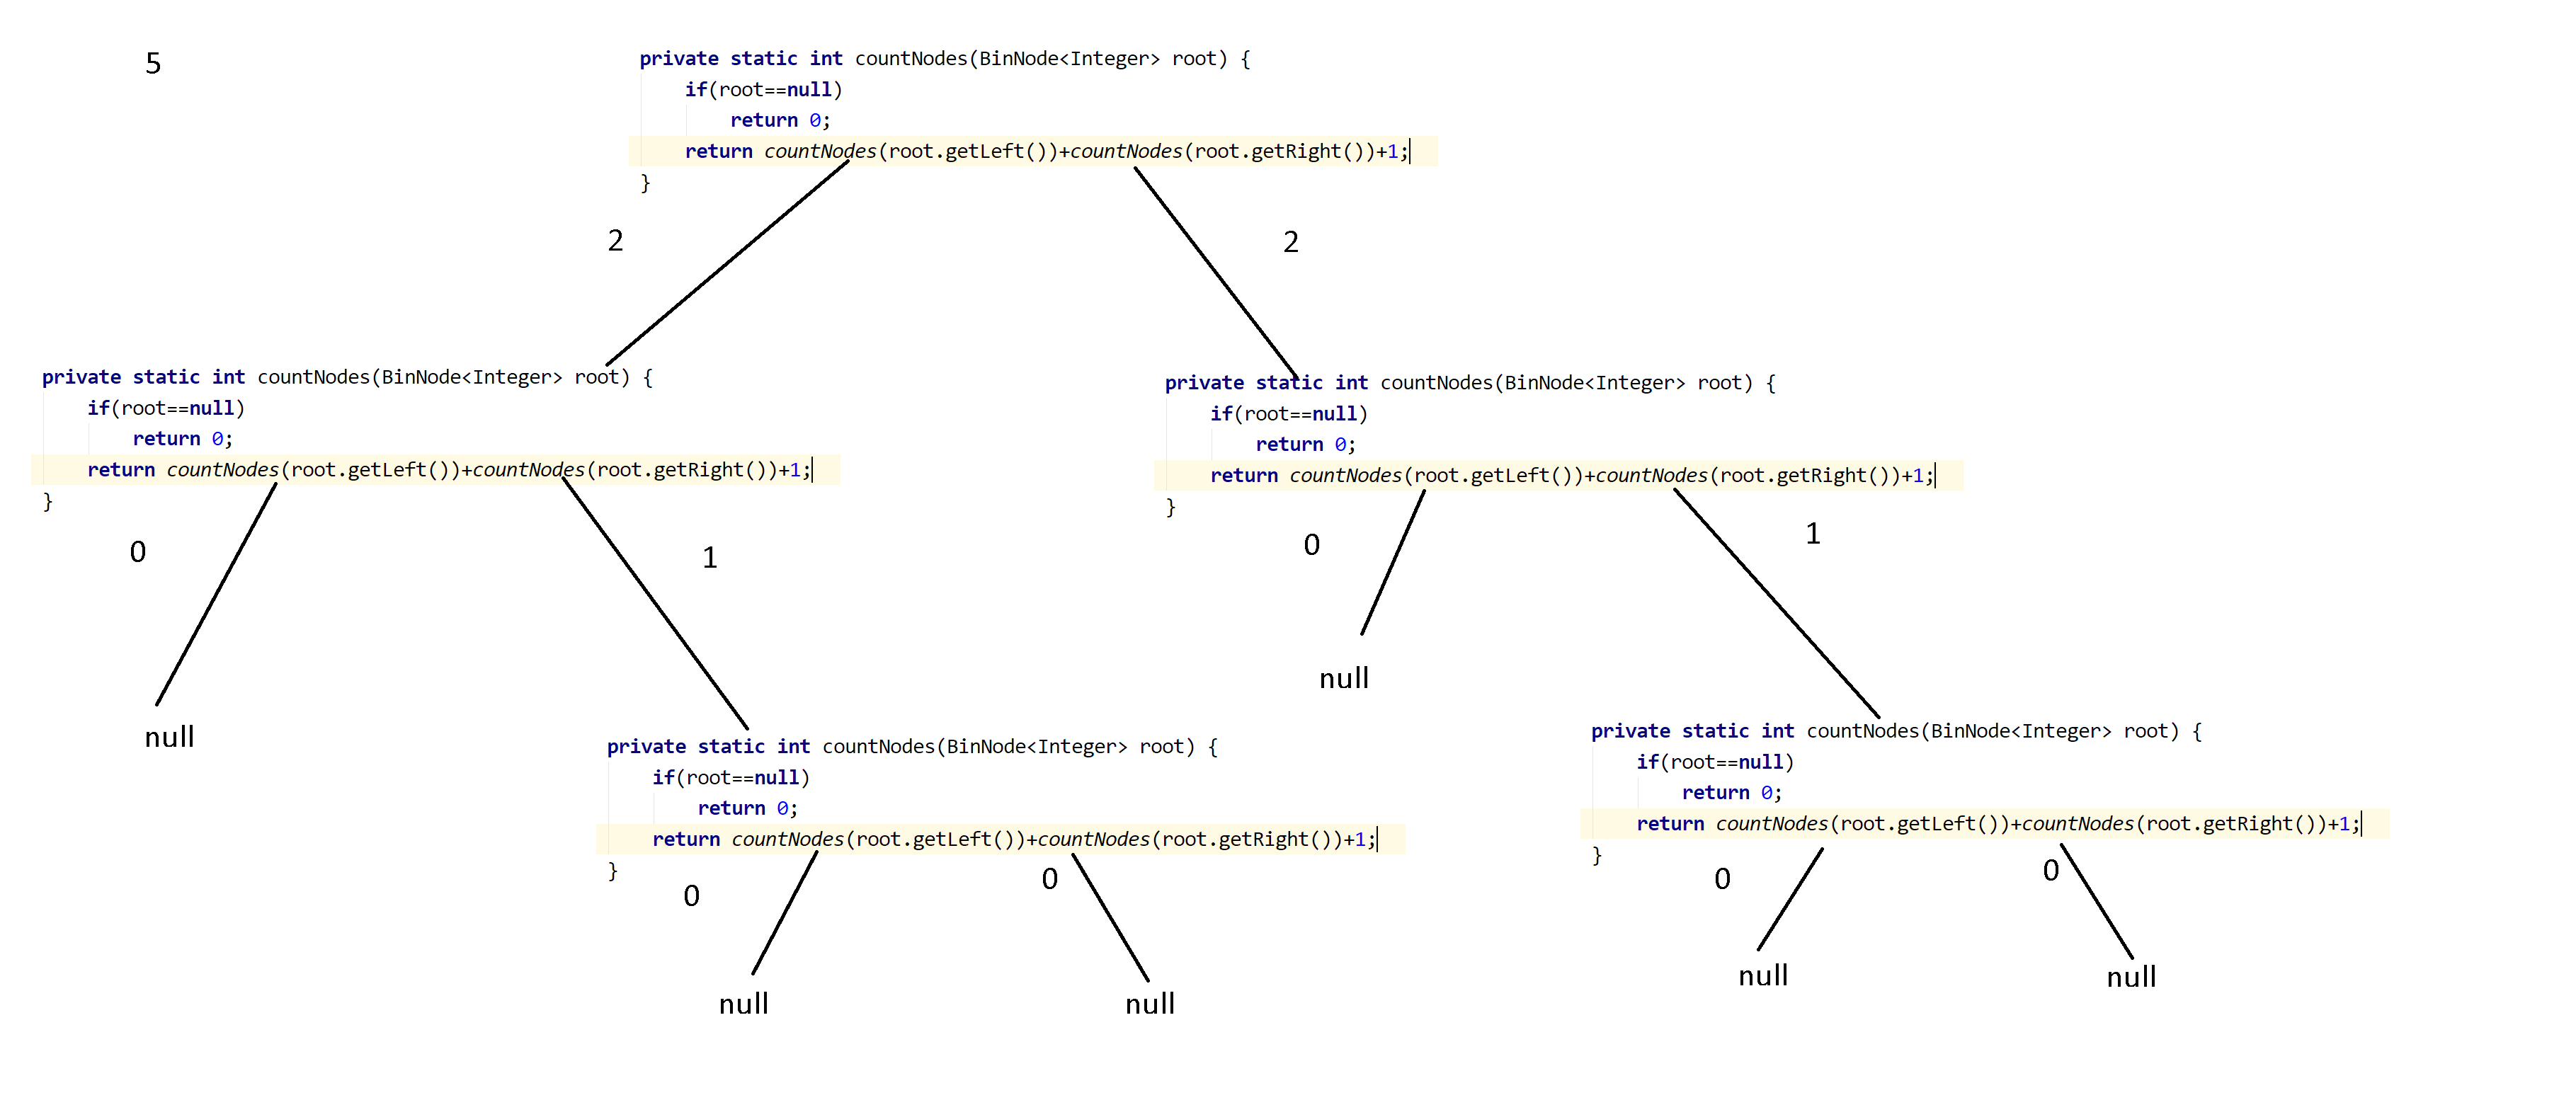 5
private static int countNodes(BinNode<Integer> root) {
if(root==null)
return 0;
return countNodes(root.getLeft())+countNodes(root.getRight())+1;
}
2
2
private static int countNodes(BinNode<Integer> root) {
if(root==null)
return 0;
return countNodes(root.getLeft())+countNodes(root.getRight())+1;
}
private static int countNodes(BinNode<Integer> root) {
if(root==null)
return 0;
return countNodes(root.getLeft())+countNodes(root.getRight())+1;
}
0
1
0
1
null
null
private static int countNodes(BinNode<Integer> root) {
if(root==null)
return 0;
return countNodes(root.getLeft())+countNodes(root.getRight())+1;
}
private static int countNodes(BinNode<Integer> root) {
if(root==null)
return 0;
return countNodes(root.getLeft())+countNodes(root.getRight())+1;
}
0
0
0
0
null
null
null
null